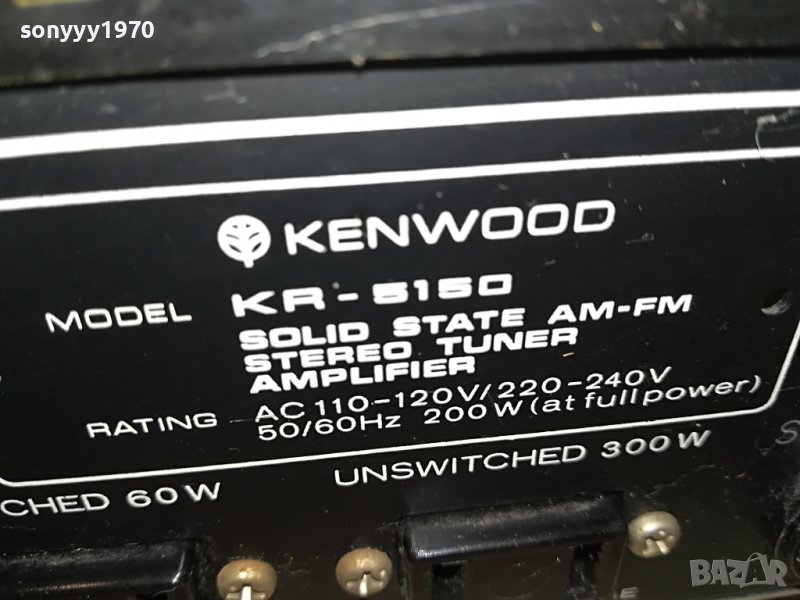 sonyyy1970
KENWOOD
MODEL KR-5150
SOLID STATE AM-FM
STEREO TUNER
AMPLIFIER
RATING AC 110-120V/220-240V
50/60Hz 200W (at full power)
CHED 60W UNSWITCHED 300W
BAZAR